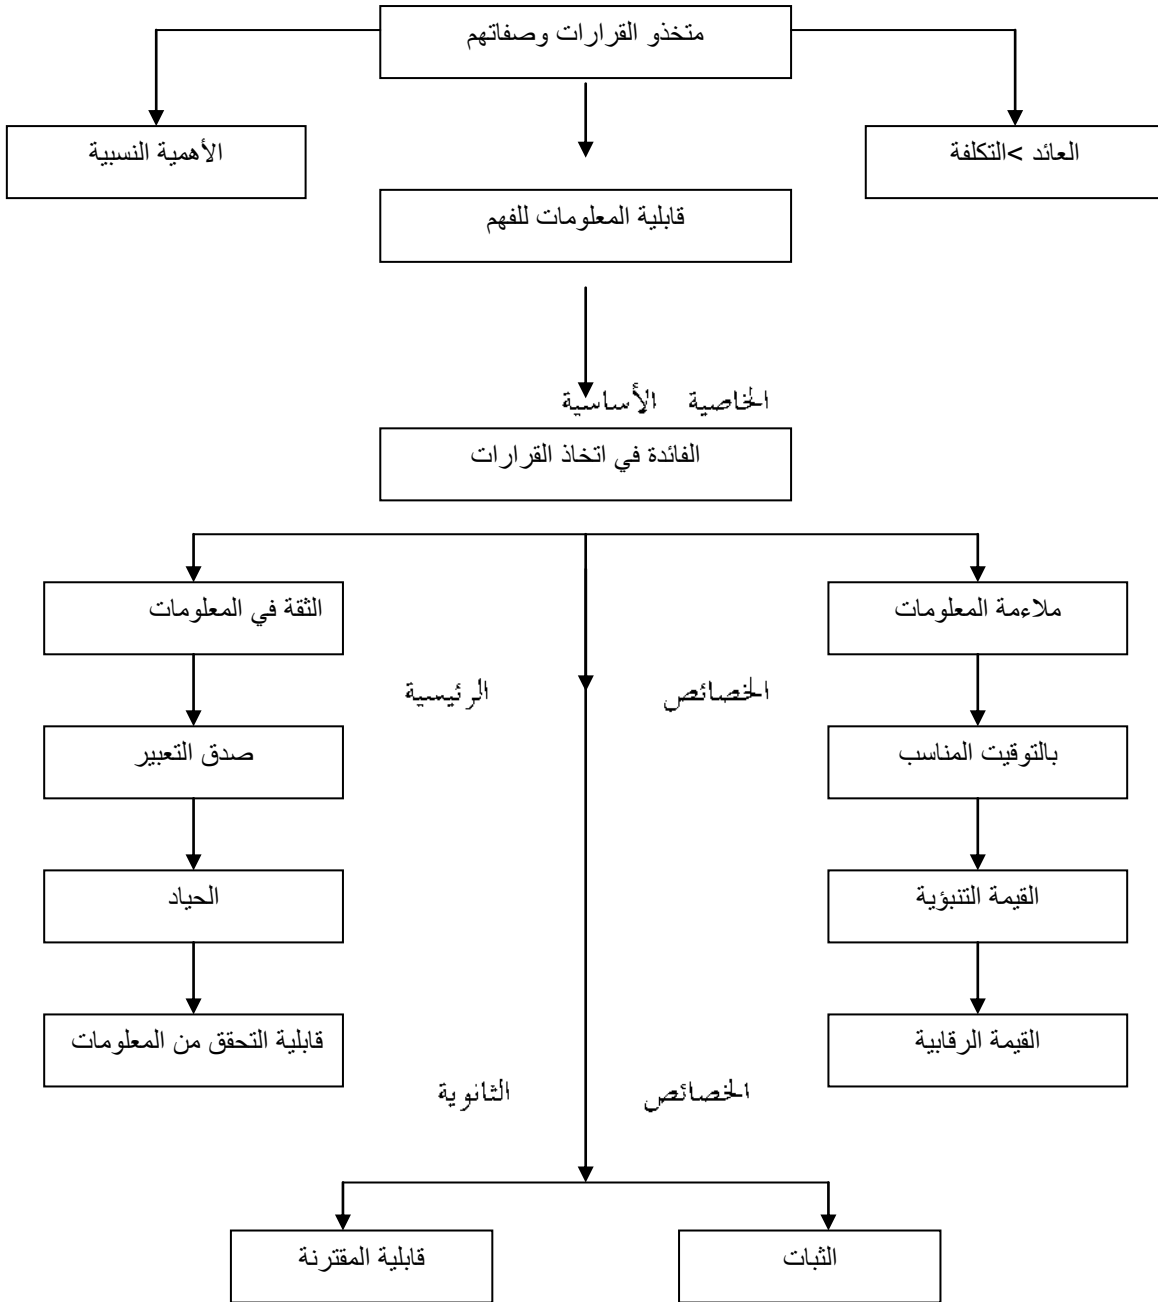 متخذو القرارات وصفاتهم
العائد >التكلفة
الأهمية النسبية
قابلية المعلومات للفهم
الخاصية الأساسية
الفائدة في اتخاذ القرارات
ملاءمة المعلومات
الثقة في المعلومات
الخصائص الرئيسية
بالتوقيت المناسب
صدق التعبير
القيمة التنبؤية
الحياد
القيمة الرقابية
قابلية التحقق من المعلومات
الخصائص الثانوية
الثبات
قابلية المقترنة